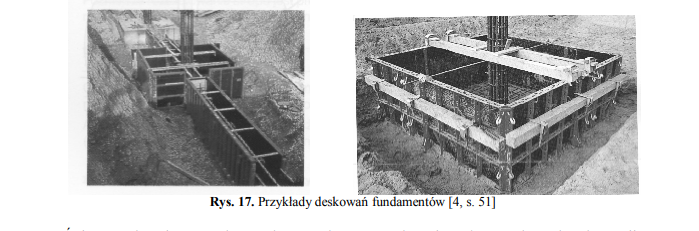 Rys. 17. Przykłady deskowań fundamentów [4, s. 51]